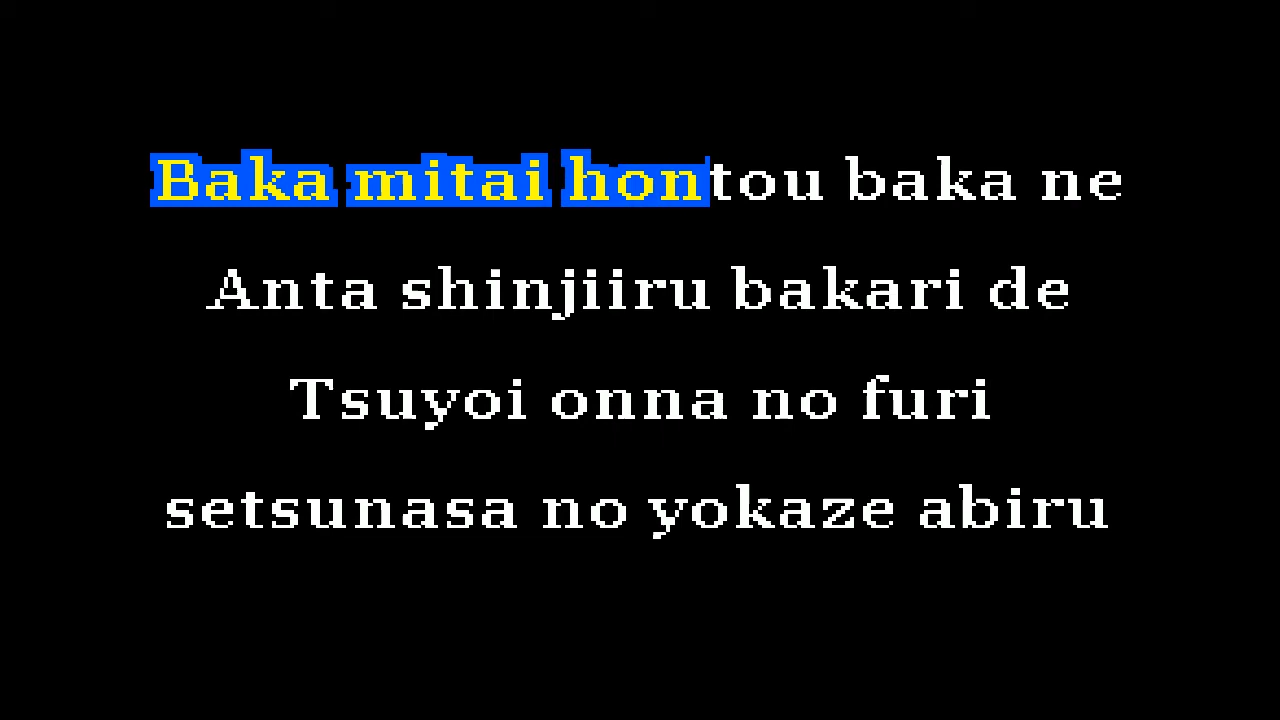 Baka mitai hontou baka ne
Anta shinjiiru bakari de
Tsuyoi onna no furi
setsunasa no yokaze abiru